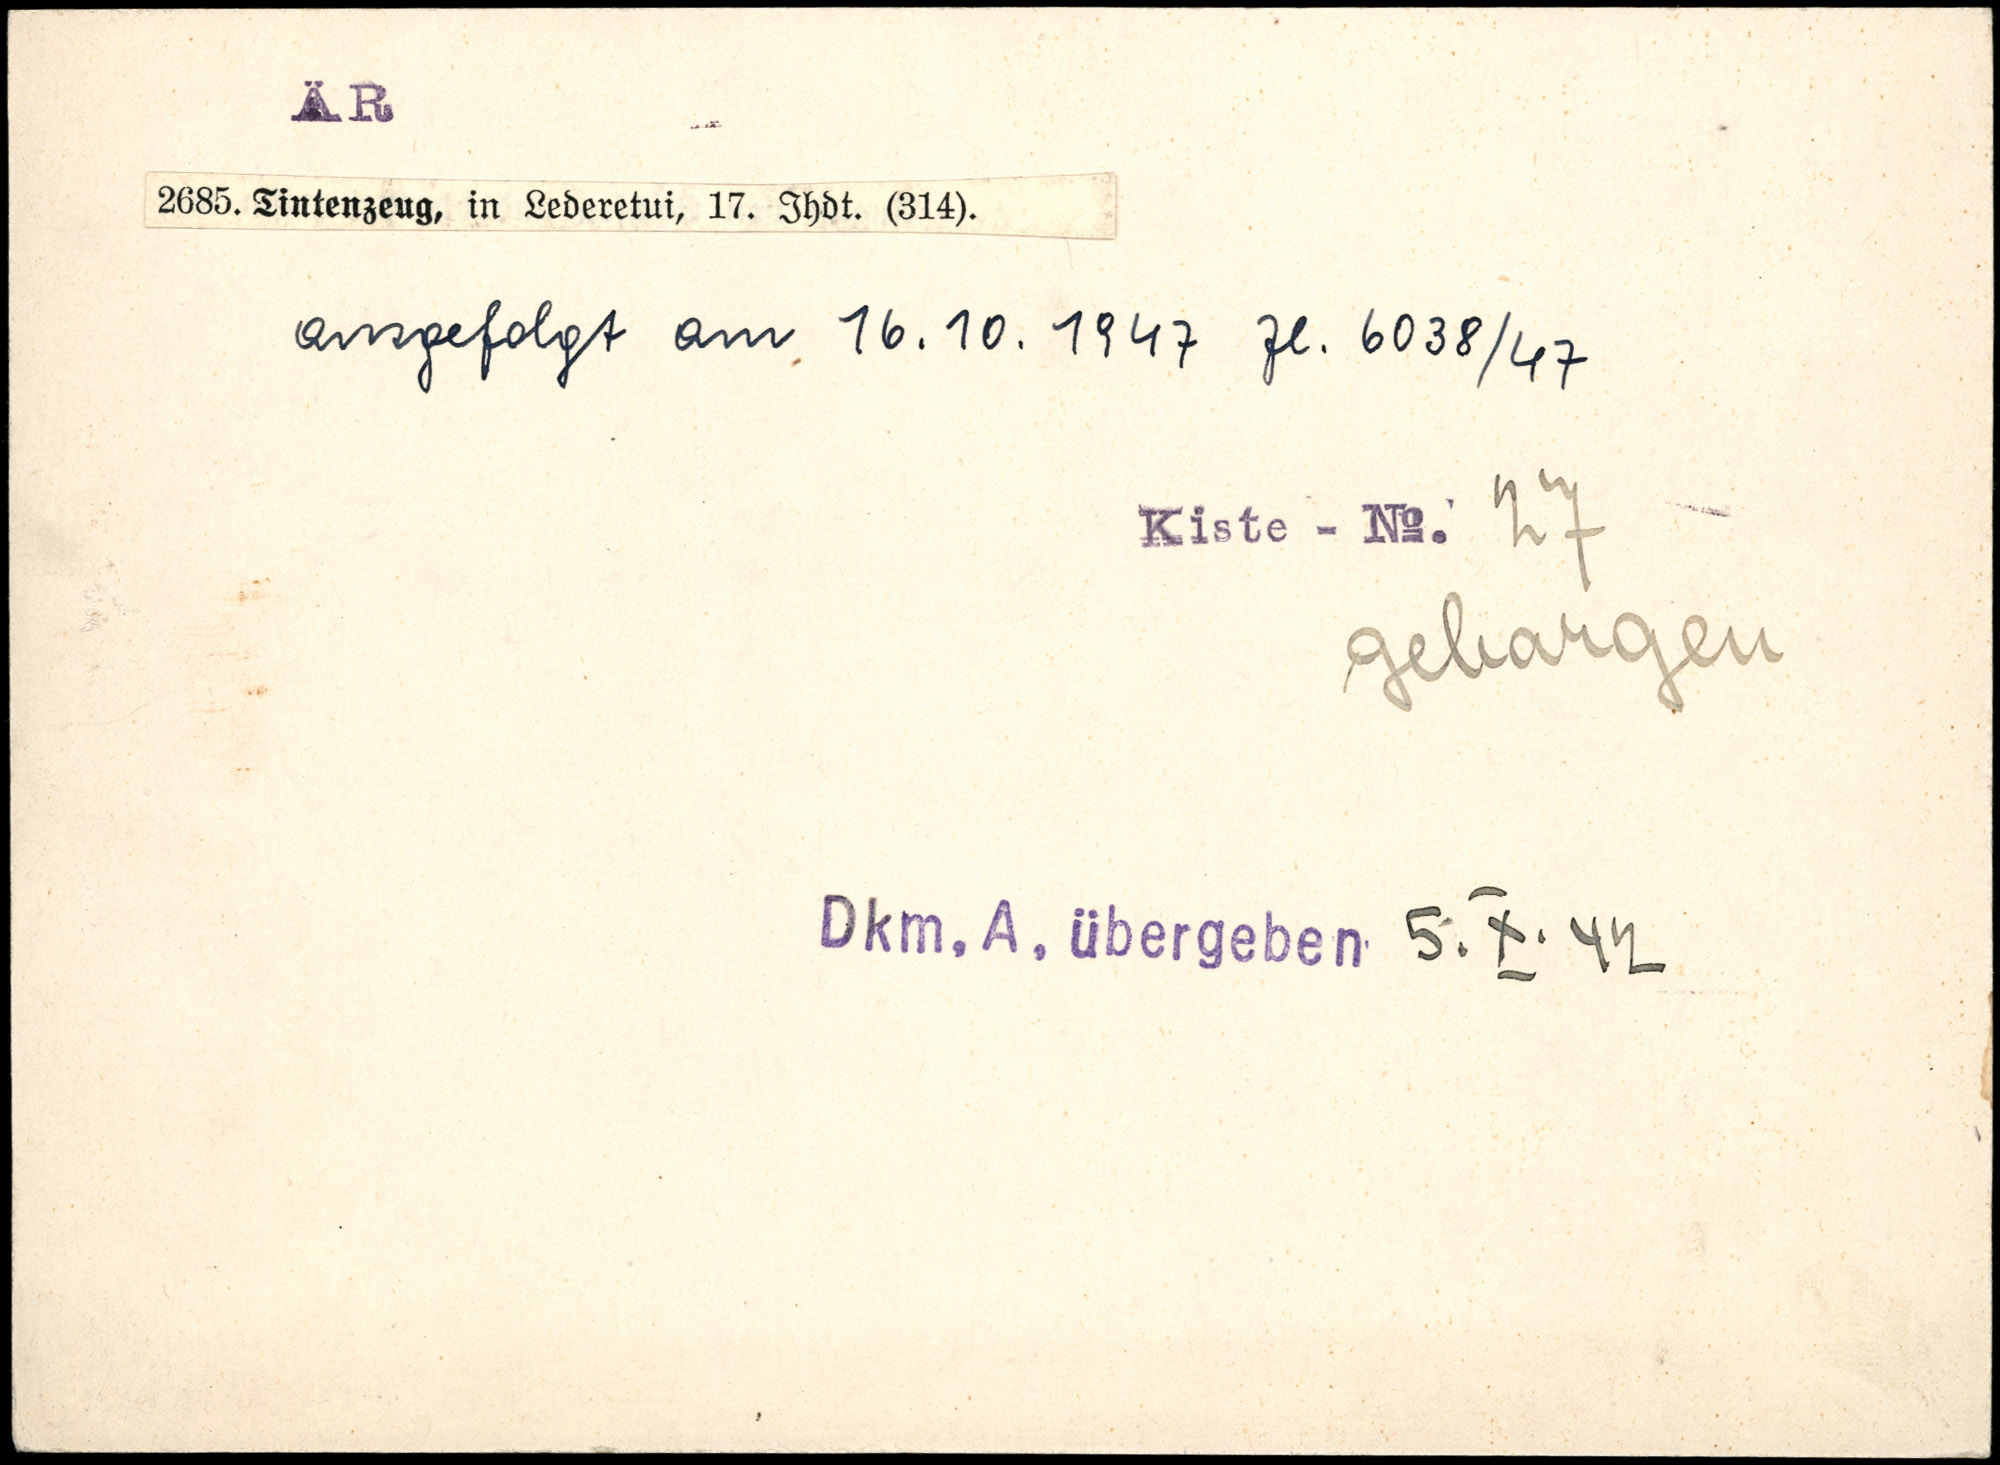 ÄR
2685. Tintenzeug, in Lederetui, 17. Jhdt. (314).
ausgefolgt am 16.10.1947 Zl. 6038/47
Kiste - №. 27
geborgen
Dkm. A. übergeben 5. X. 42